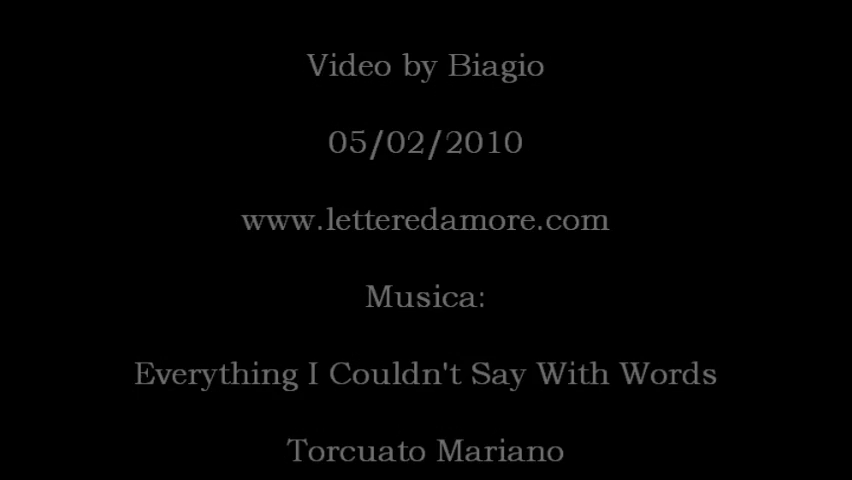 Video by Biagio
05/02/2010
www.letteredamore.com
Musica:
Everything I Couldn't Say With Words
Torcuato Mariano